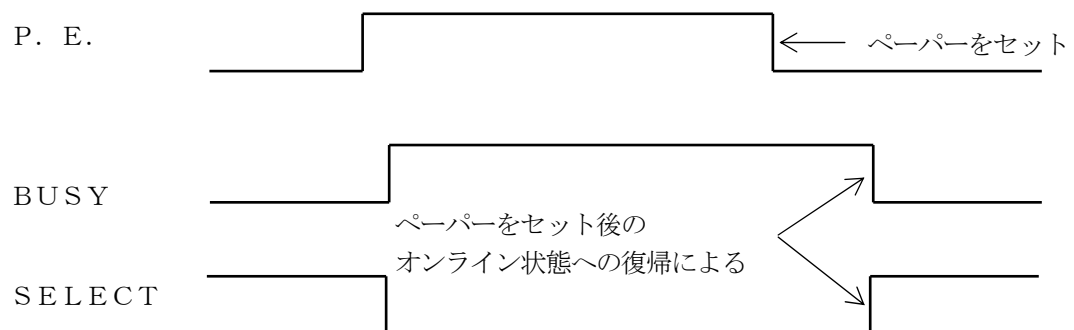 P. E.
ペーパーをセット
BUSY
ペーパーをセット後の
オンライン状態への復帰による
SELECT